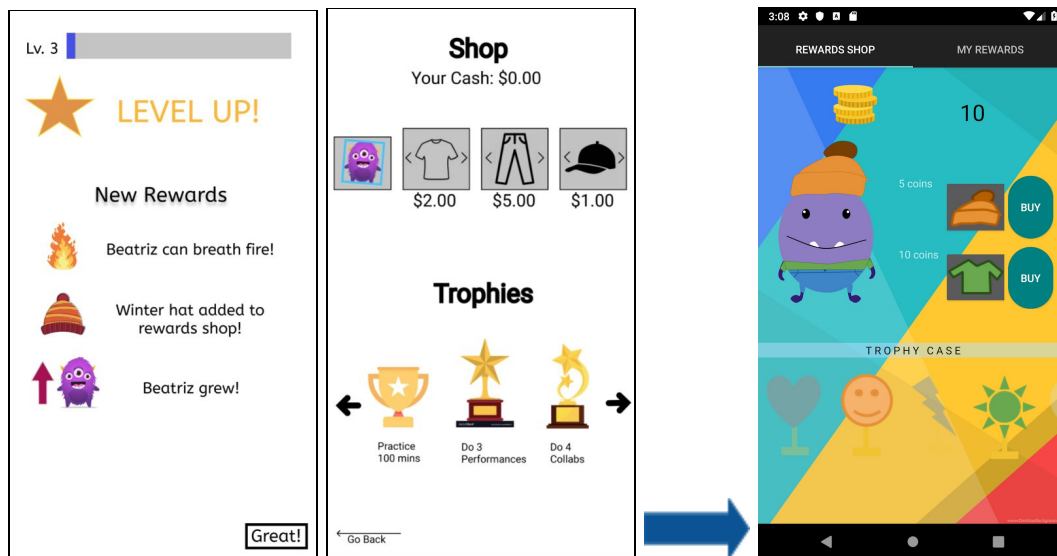 Lv. 3
LEVEL UP!
New Rewards
Beatriz can breath fire!
Winter hat added to
rewards shop!
Beatriz grew!
Great!
Shop
Your Cash: $0.00
$2.00
$5.00
$1.00
Trophies
Practice
100 mins
Do 3
Performances
Do 4
Collabs
Go Back
3:08
REWARDS SHOP
MY REWARDS
10
5 coins
BUY
10 coins
BUY
TROPHY CASE